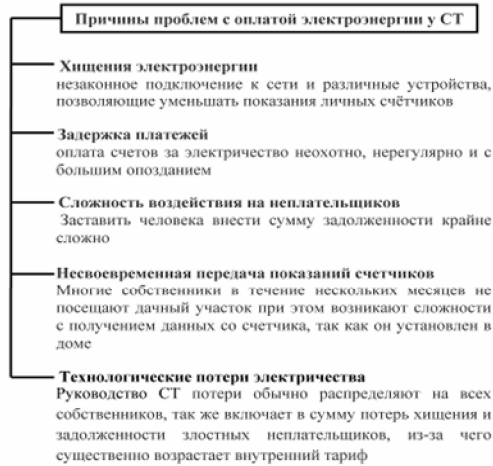 Причины проблем с оплатой электроэнергии у СТ
Хищения электроэнергии
незаконное подключение к сети и различные устройства,
позволяющие уменьшать показания личных счётчиков
Задержка платежей
оплата счетов за электричество неохотно, нерегулярно и с
большим опозданием
Сложность воздействия на неплательщиков
Заставить человека внести сумму задолженности крайне
сложно
Несвоевременная передача показаний счетчиков
Многие собственники в течение нескольких месяцев не
посещают дачный участок при этом возникают сложности
с получением данных со счетчика, так как он установлен в
доме
Технологические потери электричества
Руководство СТ потери обычно распределяют на всех
собственников, так же включает в сумму потерь хищения и
задолженности злостных неплательщиков, из-за чего
существенно возрастает внутренний тариф